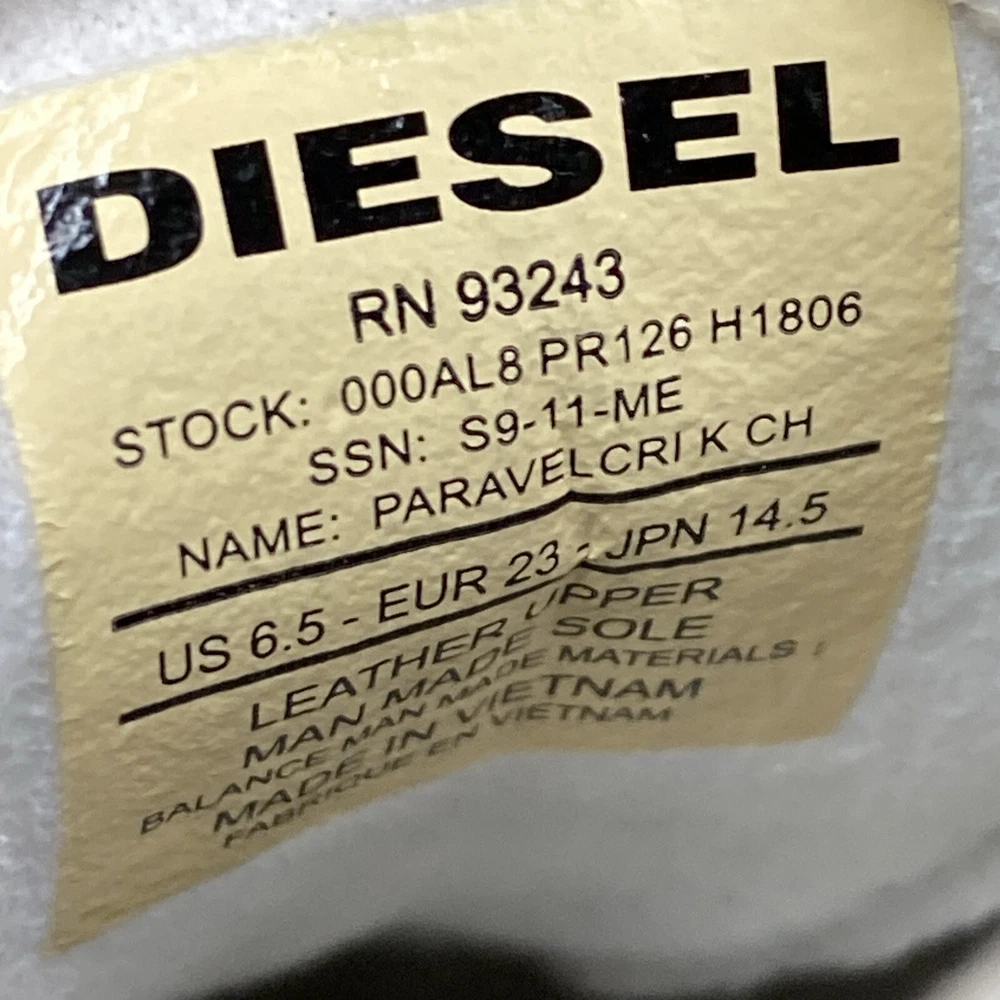 DIESEL
RN 93243
STOCK: 000AL8 PR126 H1806
SSN: S9-11-ME
NAME: PARAVELCRI K CH
US 6.5 - EUR 23 - JPN 14.5
LEATHER UPPER
MAN MADE SOLE
BALANCE MAN MADE MATERIALS
MADE IN VIETNAM
FABRIQUE EN VIETNAM